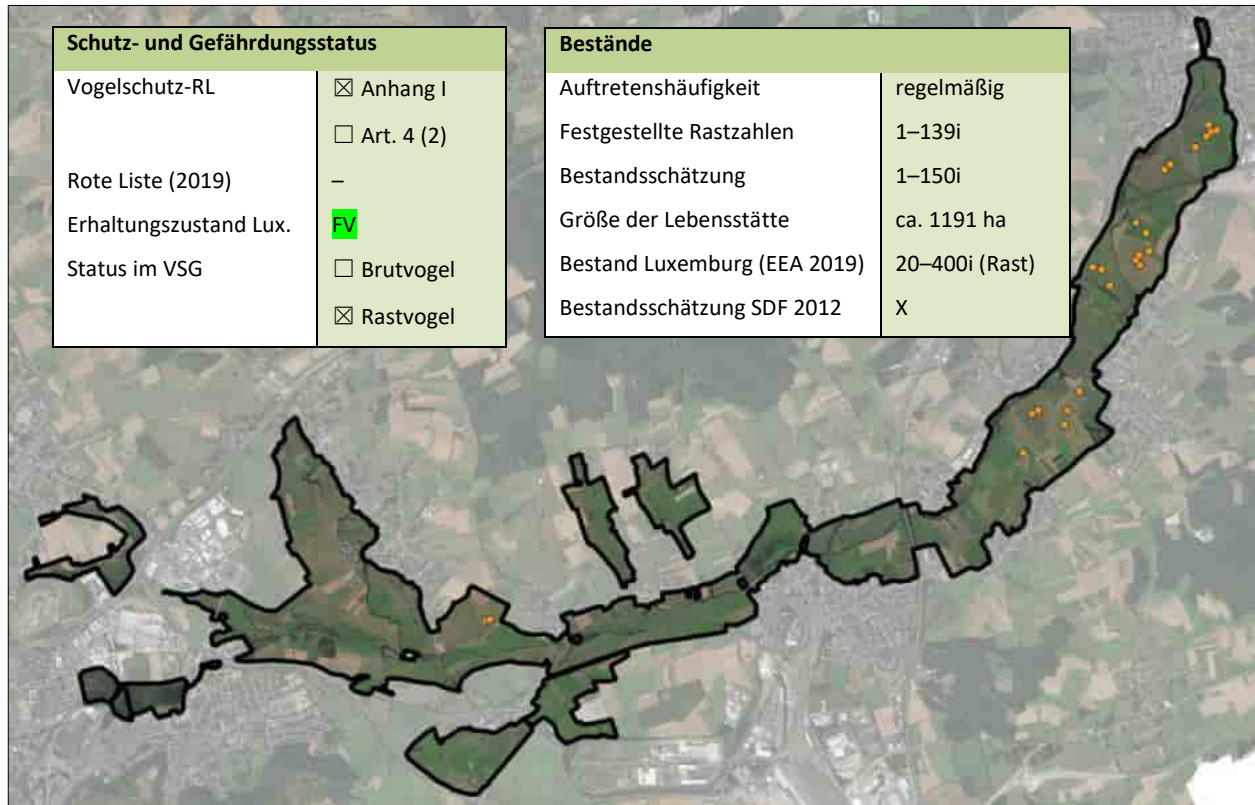 Schutz- und Gefährdungsstatus
Vogelschutz-RL ☒ Anhang I
☐ Art. 4 (2)
Rote Liste (2019) –
Erhaltungszustand Lux. FV
Status im VSG ☐ Brutvogel
☒ Rastvogel
Bestände
Auftretenshäufigkeit regelmäßig
Festgestellte Rastzahlen 1–139i
Bestandsschätzung 1–150i
Größe der Lebensstätte ca. 1191 ha
Bestand Luxemburg (EEA 2019) 20–400i (Rast)
Bestandsschätzung SDF 2012 X